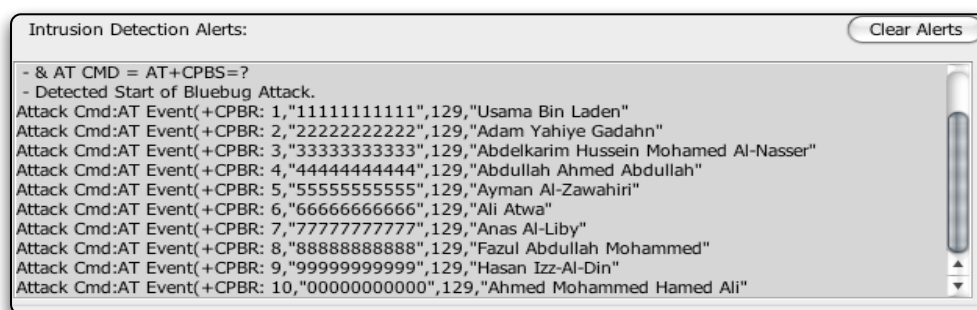 Intrusion Detection Alerts:
Clear Alerts
- & AT CMD = AT+CPBS=?
- Detected Start of Bluebug Attack.
Attack Cmd:AT Event(+CPBR: 1,"11111111111",129,"Usama Bin Laden"
Attack Cmd:AT Event(+CPBR: 2,"22222222222",129,"Adam Yahiye Gadahn"
Attack Cmd:AT Event(+CPBR: 3,"33333333333",129,"Abdelkarim Hussein Mohamed Al-Nasser"
Attack Cmd:AT Event(+CPBR: 4,"44444444444",129,"Abdullah Ahmed Abdullah"
Attack Cmd:AT Event(+CPBR: 5,"55555555555",129,"Ayman Al-Zawahiri"
Attack Cmd:AT Event(+CPBR: 6,"66666666666",129,"Ali Atwa"
Attack Cmd:AT Event(+CPBR: 7,"77777777777",129,"Anas Al-Liby"
Attack Cmd:AT Event(+CPBR: 8,"88888888888",129,"Fazul Abdullah Mohammed"
Attack Cmd:AT Event(+CPBR: 9,"99999999999",129,"Hasan Izz-Al-Din"
Attack Cmd:AT Event(+CPBR: 10,"00000000000",129,"Ahmed Mohammed Hamed Ali"